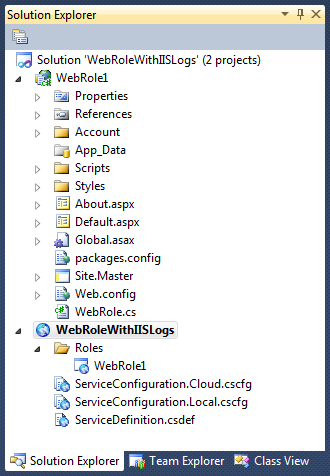 Solution Explorer
Solution 'WebRoleWithIISLogs' (2 projects)
WebRole1
Properties
References
Account
App_Data
Scripts
Styles
About.aspx
Default.aspx
Global.asax
packages.config
Site.Master
Web.config
WebRole.cs
WebRoleWithIISLogs
Roles
WebRole1
ServiceConfiguration.Cloud.cscfg
ServiceConfiguration.Local.cscfg
ServiceDefinition.csdef
Solution Explorer Team Explorer Class View